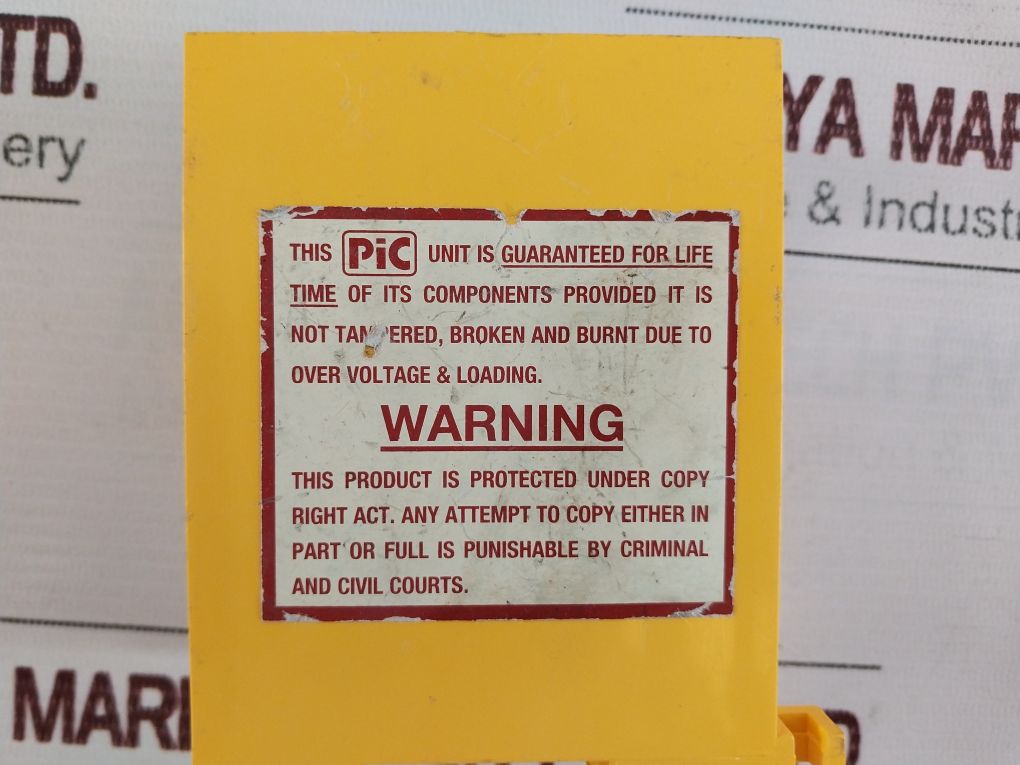 TD.
ery
YA MAR
& Industri
THIS PiC UNIT IS GUARANTEED FOR LIFE
TIME OF ITS COMPONENTS PROVIDED IT IS
NOT TAMPERED, BROKEN AND BURNT DUE TO
OVER VOLTAGE & LOADING.
WARNING
THIS PRODUCT IS PROTECTED UNDER COPY
RIGHT ACT. ANY ATTEMPT TO COPY EITHER IN
PART OR FULL IS PUNISHABLE BY CRIMINAL
AND CIVIL COURTS.
MARI
D